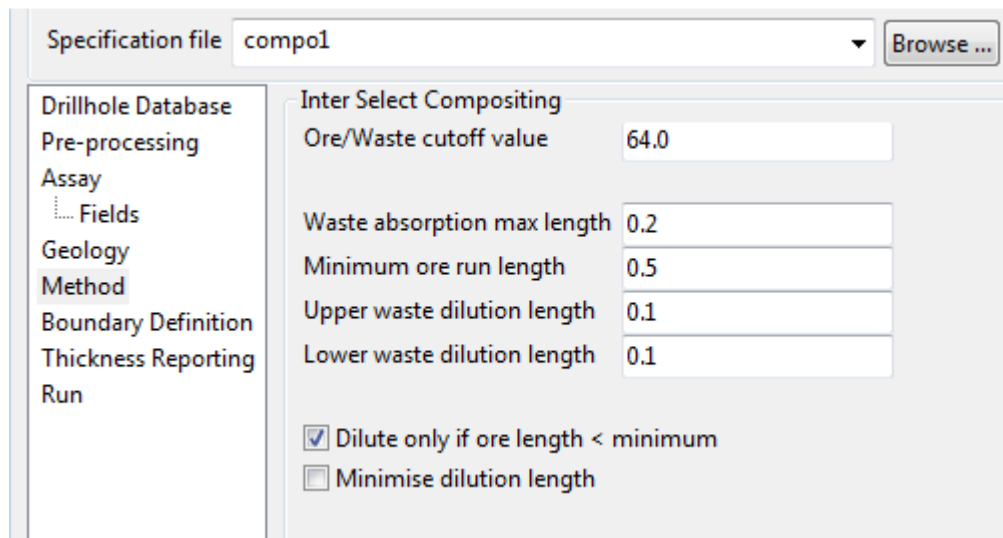 Specification file compo1 Browse ...
Drillhole Database
Pre-processing
Assay
Fields
Geology
Method
Boundary Definition
Thickness Reporting
Run
Inter Select Compositing
Ore/Waste cutoff value 64.0
Waste absorption max length 0.2
Minimum ore run length 0.5
Upper waste dilution length 0.1
Lower waste dilution length 0.1
Dilute only if ore length < minimum
Minimise dilution length